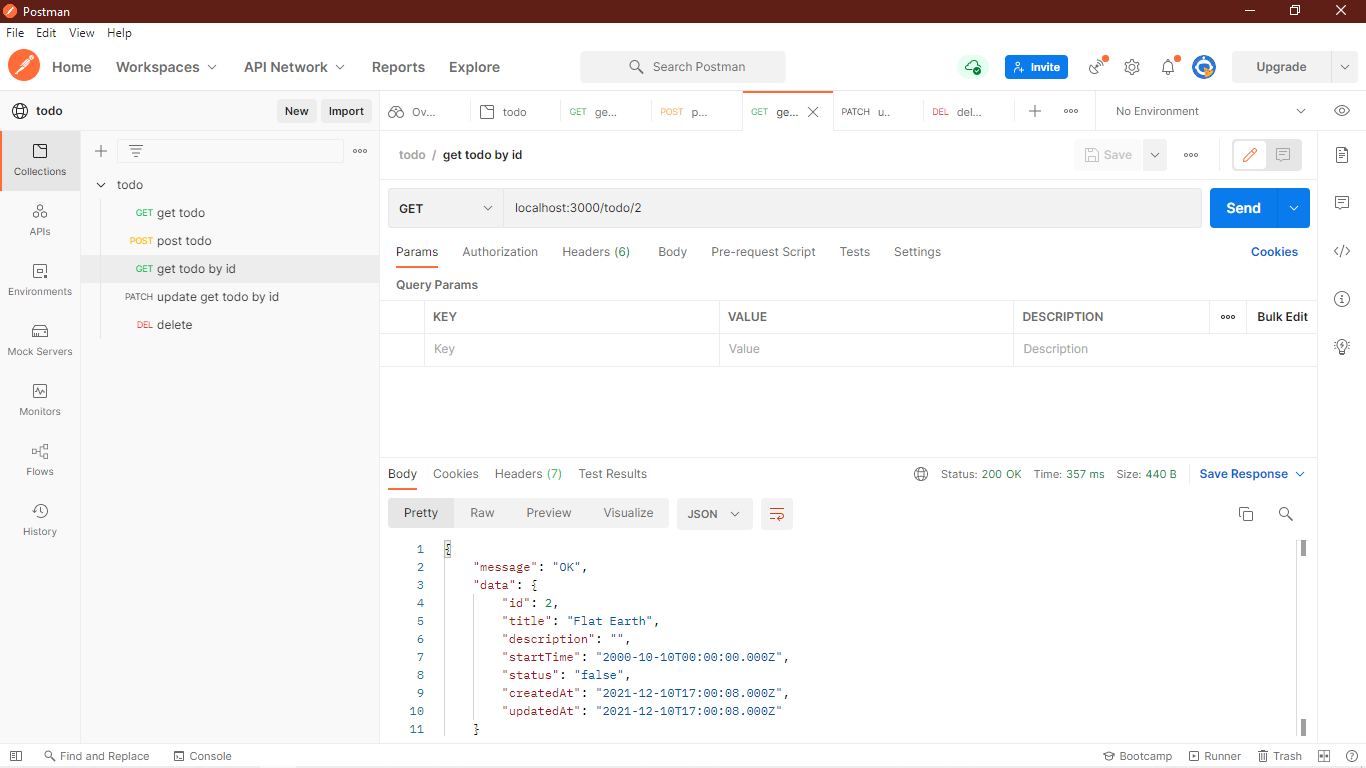 Postman
File Edit View Help
Home Workspaces API Network Reports Explore Search Postman Invite Upgrade
todo New Import Ov... todo GET ge... POST p... GET ge... PATCH u.. DEL del... No Environment
Collections
APIs
Environments
Mock Servers
Monitors
Flows
History
todo
GET get todo
POST post todo
GET get todo by id
PATCH update get todo by id
DEL delete
todo / get todo by id Save
GET localhost:3000/todo/2 Send
Params Authorization Headers (6) Body Pre-request Script Tests Settings Cookies
Query Params
KEY VALUE DESCRIPTION Bulk Edit
Key Value Description
Body Cookies Headers (7) Test Results Status: 200 OK Time: 357 ms Size: 440 B Save Response
Pretty Raw Preview Visualize JSON
1 {
2 "message": "OK",
3 "data": {
4 "id": 2,
5 "title": "Flat Earth",
6 "description": "",
7 "startTime": "2000-10-10T00:00:00.000Z",
8 "status": "false",
9 "createdAt": "2021-12-10T17:00:08.000Z",
10 "updatedAt": "2021-12-10T17:00:08.000Z"
11 }
Find and Replace Console Bootcamp Runner Trash